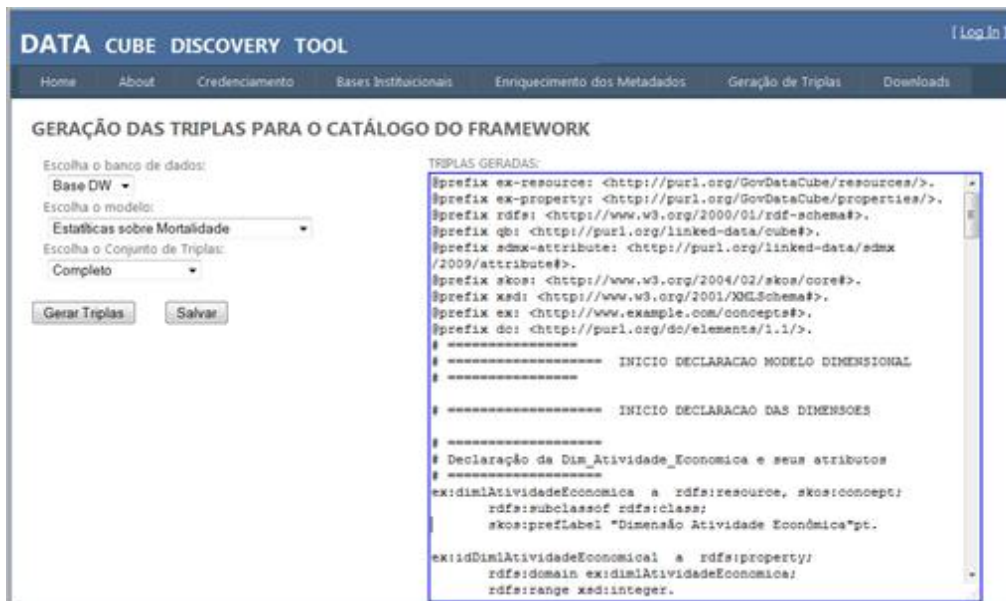 [ Log In ]
DATA CUBE DISCOVERY TOOL
Home About Credenciamento Bases Instituicionais Enriquecimento dos Metadados Geração de Triplas Downloads
GERAÇÃO DAS TRIPLAS PARA O CATÁLOGO DO FRAMEWORK
Escolha o banco de dados:
Base DW
Escolha o modelo:
Estatíticas sobre Mortalidade
Escolha o Conjunto de Triplas:
Completo
Gerar Triplas Salvar
TRIPLAS GERADAS:
@prefix ex-resource: <http://purl.org/GovDataCube/resources/>.
@prefix ex-property: <http://purl.org/GovDataCube/properties/>.
@prefix rdfs: <http://www.w3.org/2000/01/rdf-schema#>.
@prefix qb: <http://purl.org/linked-data/cube#>.
@prefix sdmx-attribute: <http://purl.org/linked-data/sdmx
/2009/attribute#>.
@prefix skos: <http://www.w3.org/2004/02/skos/core#>.
@prefix xsd: <http://www.w3.org/2001/XMLSchema#>.
@prefix ex: <http://www.example.com/concepts#>.
@prefix dc: <http://purl.org/dc/elements/1.1/>.
# ================
# =================== INICIO DECLARACAO MODELO DIMENSIONAL
# ================
# =================== INICIO DECLARACAO DAS DIMENSOES
# ===================
# Declaração da Dim_Atividade_Economica e seus atributos
# ===================
ex:dim1AtividadeEconomica a rdfs:resource, skos:concept;
rdfs:subclassof rdfs:class;
skos:prefLabel "Dimensão Atividade Econômica"pt.
ex:idDim1AtividadeEconomica1 a rdfs:property;
rdfs:domain ex:dim1AtividadeEconomica;
rdfs:range xsd:integer.